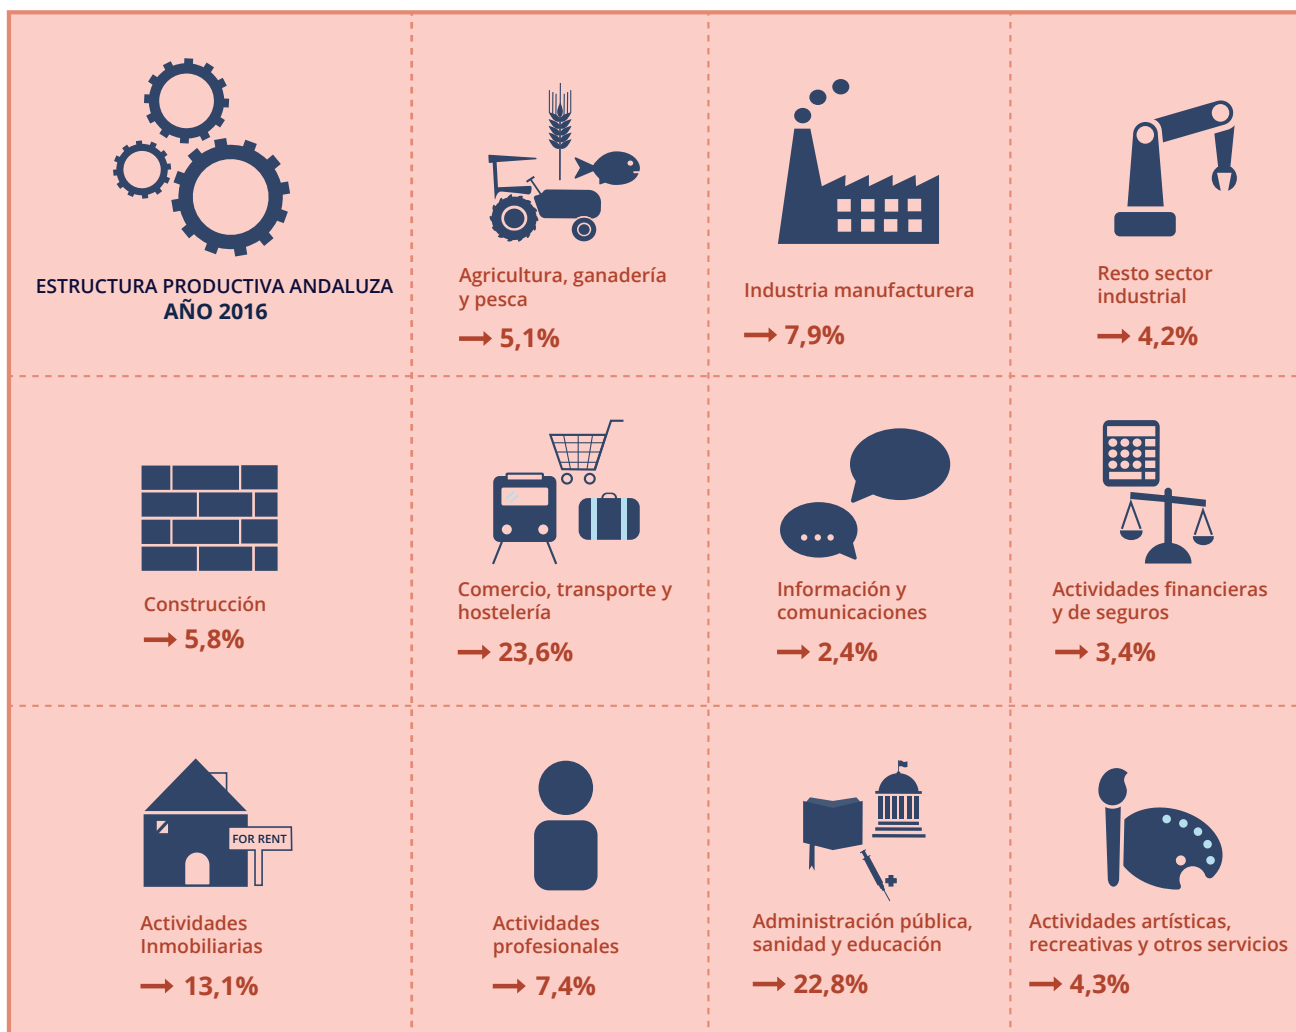 ESTRUCTURA PRODUCTIVA ANDALUZA
AÑO 2016
Agricultura, ganadería
y pesca
5,1%
Industria manufacturera
7,9%
Resto sector
industrial
4,2%
Construcción
5,8%
Comercio, transporte y
hostelería
23,6%
Información y
comunicaciones
2,4%
Actividades financieras
y de seguros
3,4%
FOR RENT
Actividades
Inmobiliarias
13,1%
Actividades
profesionales
7,4%
Administración pública,
sanidad y educación
22,8%
Actividades artísticas,
recreativas y otros servicios
4,3%